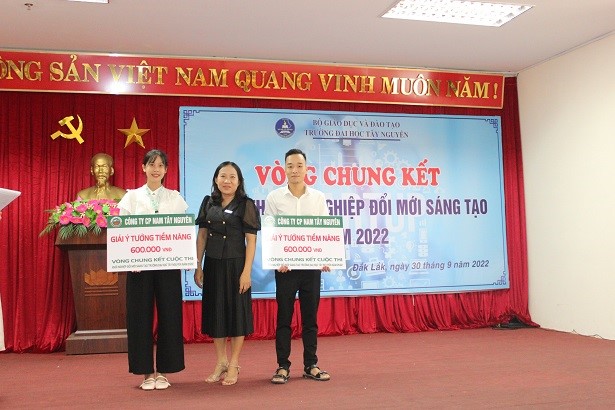 ỘNG SẢN VIỆT NAM QUANG VINH MUÔN NĂM !
BỘ GIÁO DỤC VÀ ĐÀO TẠO
TRƯỜNG ĐẠI HỌC TÂY NGUYÊN
VÒNG CHUNG KẾT
NGHIỆP ĐỔI MỚI SÁNG TẠO
M 2022
Đắk Lắk, ngày 30 tháng 9 năm 2022
CÔNG TY CP NAM TÂY NGUYÊN
GIẢI Ý TƯỞNG TIỀM NĂNG
600.000 VNĐ
VÒNG CHUNG KẾT CUỘC THI
CÔNG TY CP NAM TÂY NGUYÊN
GIẢI Ý TƯỞNG TIỀM NĂNG
600.000 VNĐ
VÒNG CHUNG KẾT CUỘC THI